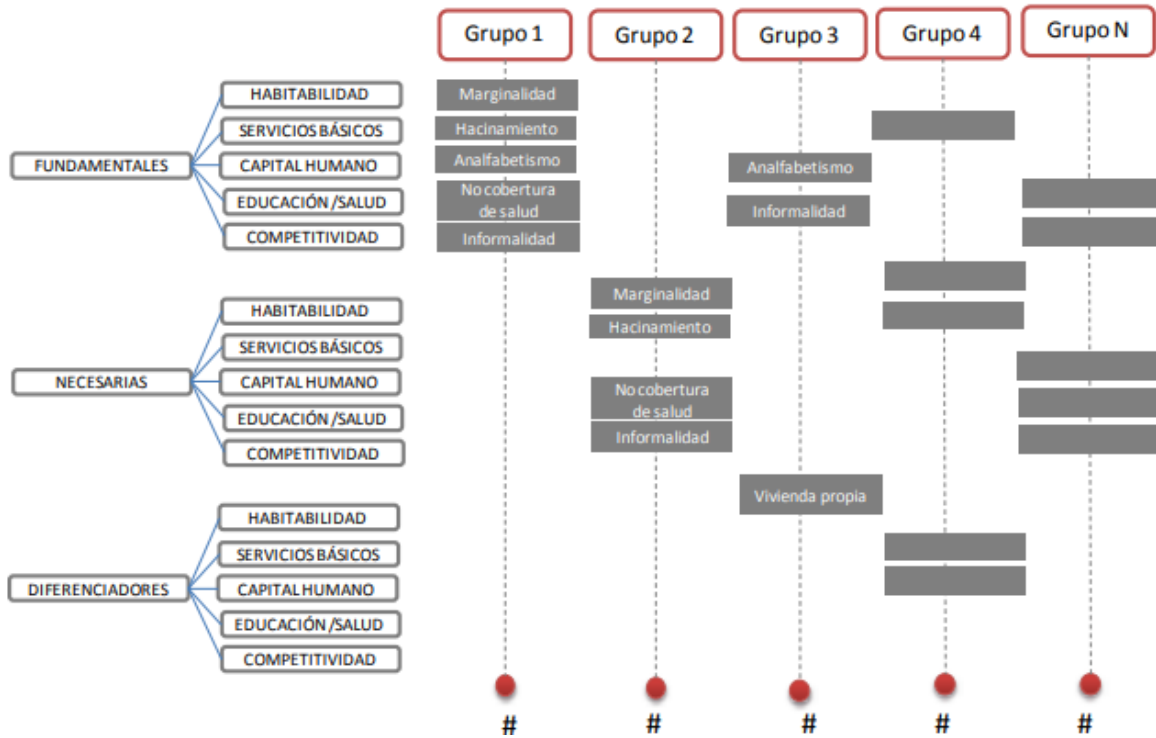 Grupo 1
Grupo 2
Grupo 3
Grupo 4
Grupo N
FUNDAMENTALES
HABITABILIDAD
SERVICIOS BÁSICOS
CAPITAL HUMANO
EDUCACIÓN /SALUD
COMPETITIVIDAD
Marginalidad
Hacinamiento
Analfabetismo
No cobertura
de salud
Informalidad
Analfabetismo
Informalidad
NECESARIAS
HABITABILIDAD
SERVICIOS BÁSICOS
CAPITAL HUMANO
EDUCACIÓN /SALUD
COMPETITIVIDAD
Marginalidad
Hacinamiento
No cobertura
de salud
Informalidad
DIFERENCIADORES
HABITABILIDAD
SERVICIOS BÁSICOS
CAPITAL HUMANO
EDUCACIÓN /SALUD
COMPETITIVIDAD
Vivienda propia
#
#
#
#
#